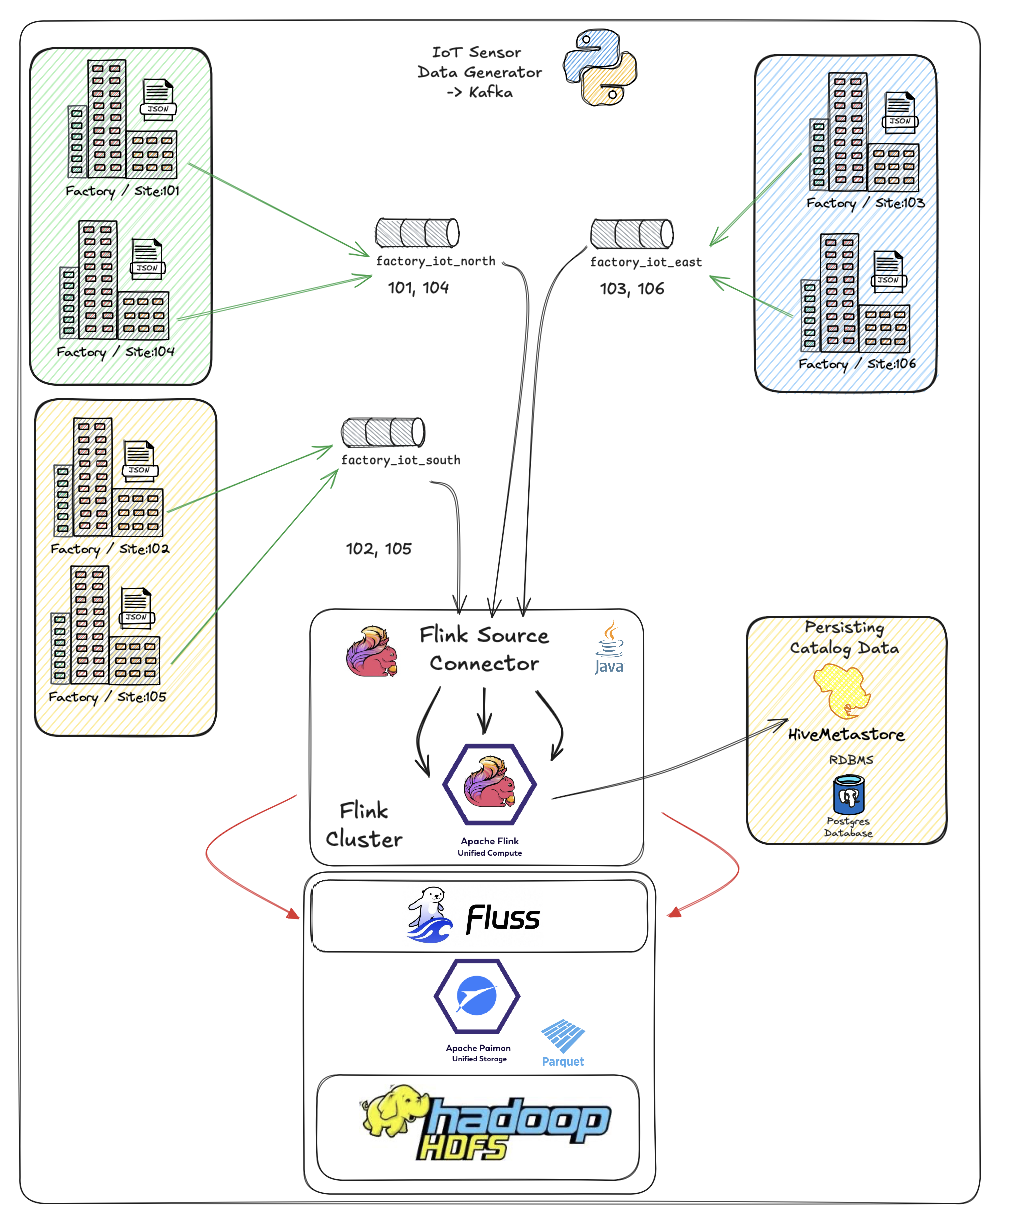 IoT Sensor
Data Generator
-> Kafka
JSON
Factory / Site:101
JSON
Factory / Site:104
JSON
Factory / Site:103
JSON
Factory / Site:106
factory_iot_north
101, 104
factory_iot_east
103, 106
JSON
Factory / Site:102
JSON
Factory / Site:105
factory_iot_south
102, 105
Flink Source
Connector
Java
Flink
Cluster
Apache Flink
Unified Compute
Persisting
Catalog Data
HiveMetastore
RDBMS
Postgres
Database
Fluss
Apache Paimon
Unified Storage
Parquet
hadoop
HDFS